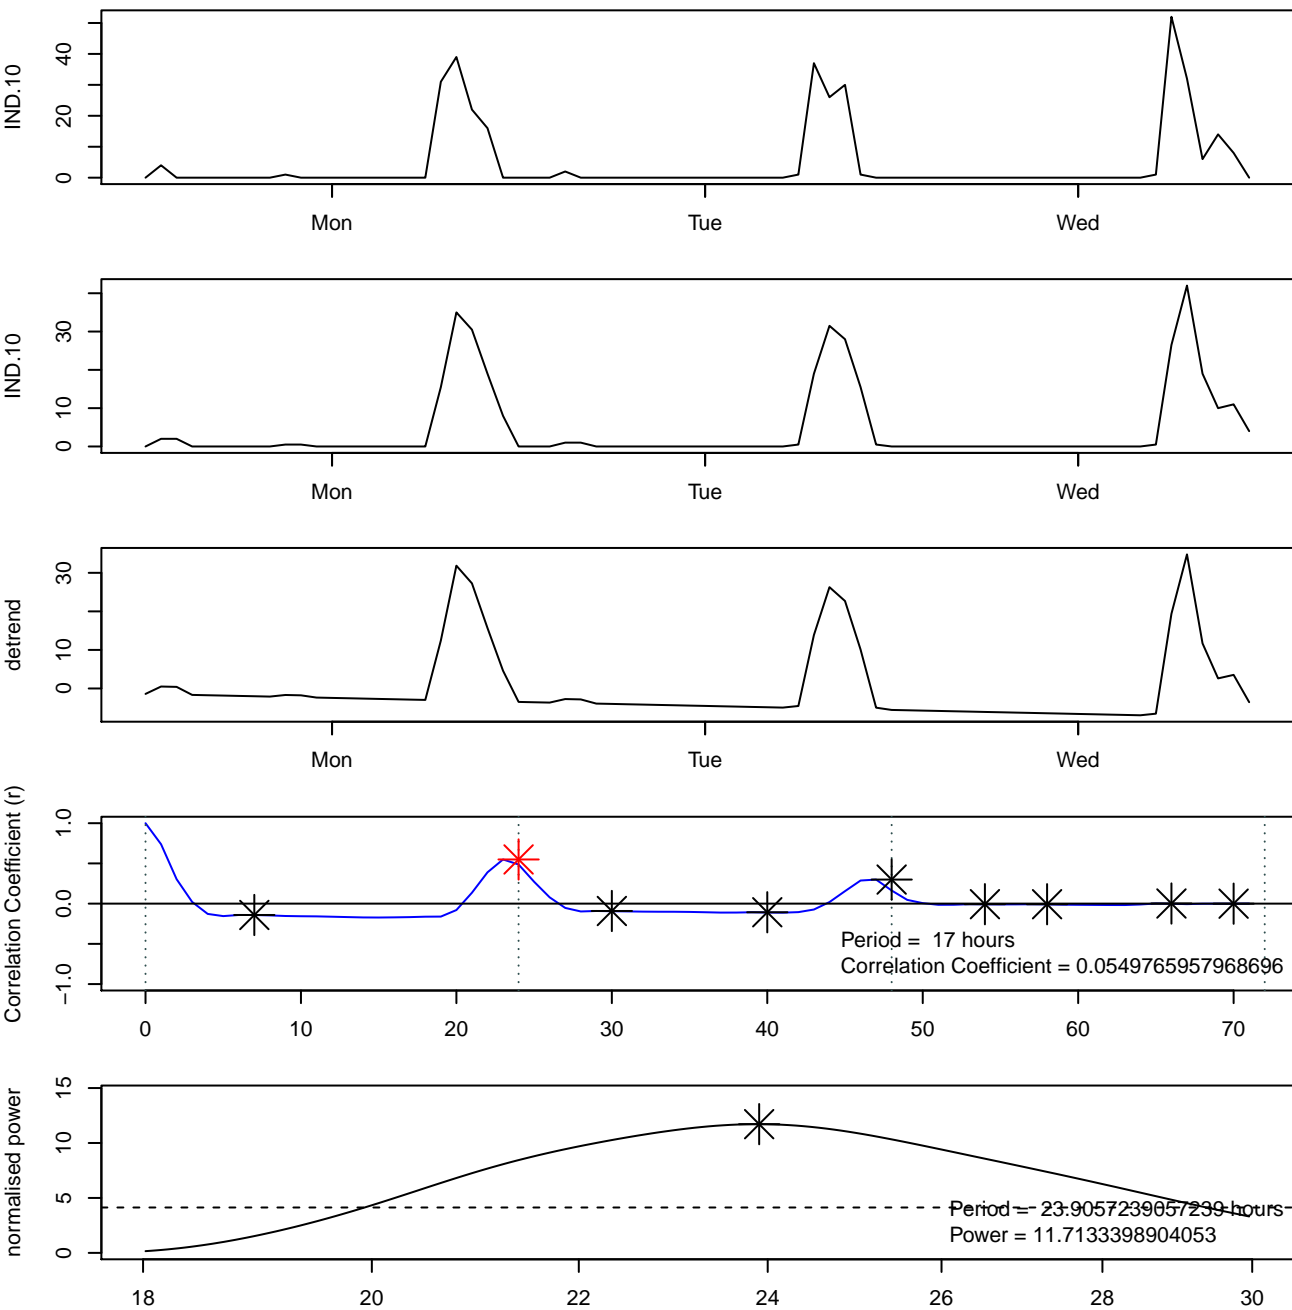 IND.10
0 20 40
Mon Tue Wed
IND.10
0 10 30
Mon Tue Wed
detrend
0 10 30
Mon Tue Wed
Correlation Coefficient (r)
−1.0 0.0 1.0
Period = 17 hours
Correlation Coefficient = 0.0549765957968696
0 10 20 30 40 50 60 70
normalised power
0 5 10 15
Period = 23.9057239057239 hours
Power = 11.7133398904053
18 20 22 24 26 28 30